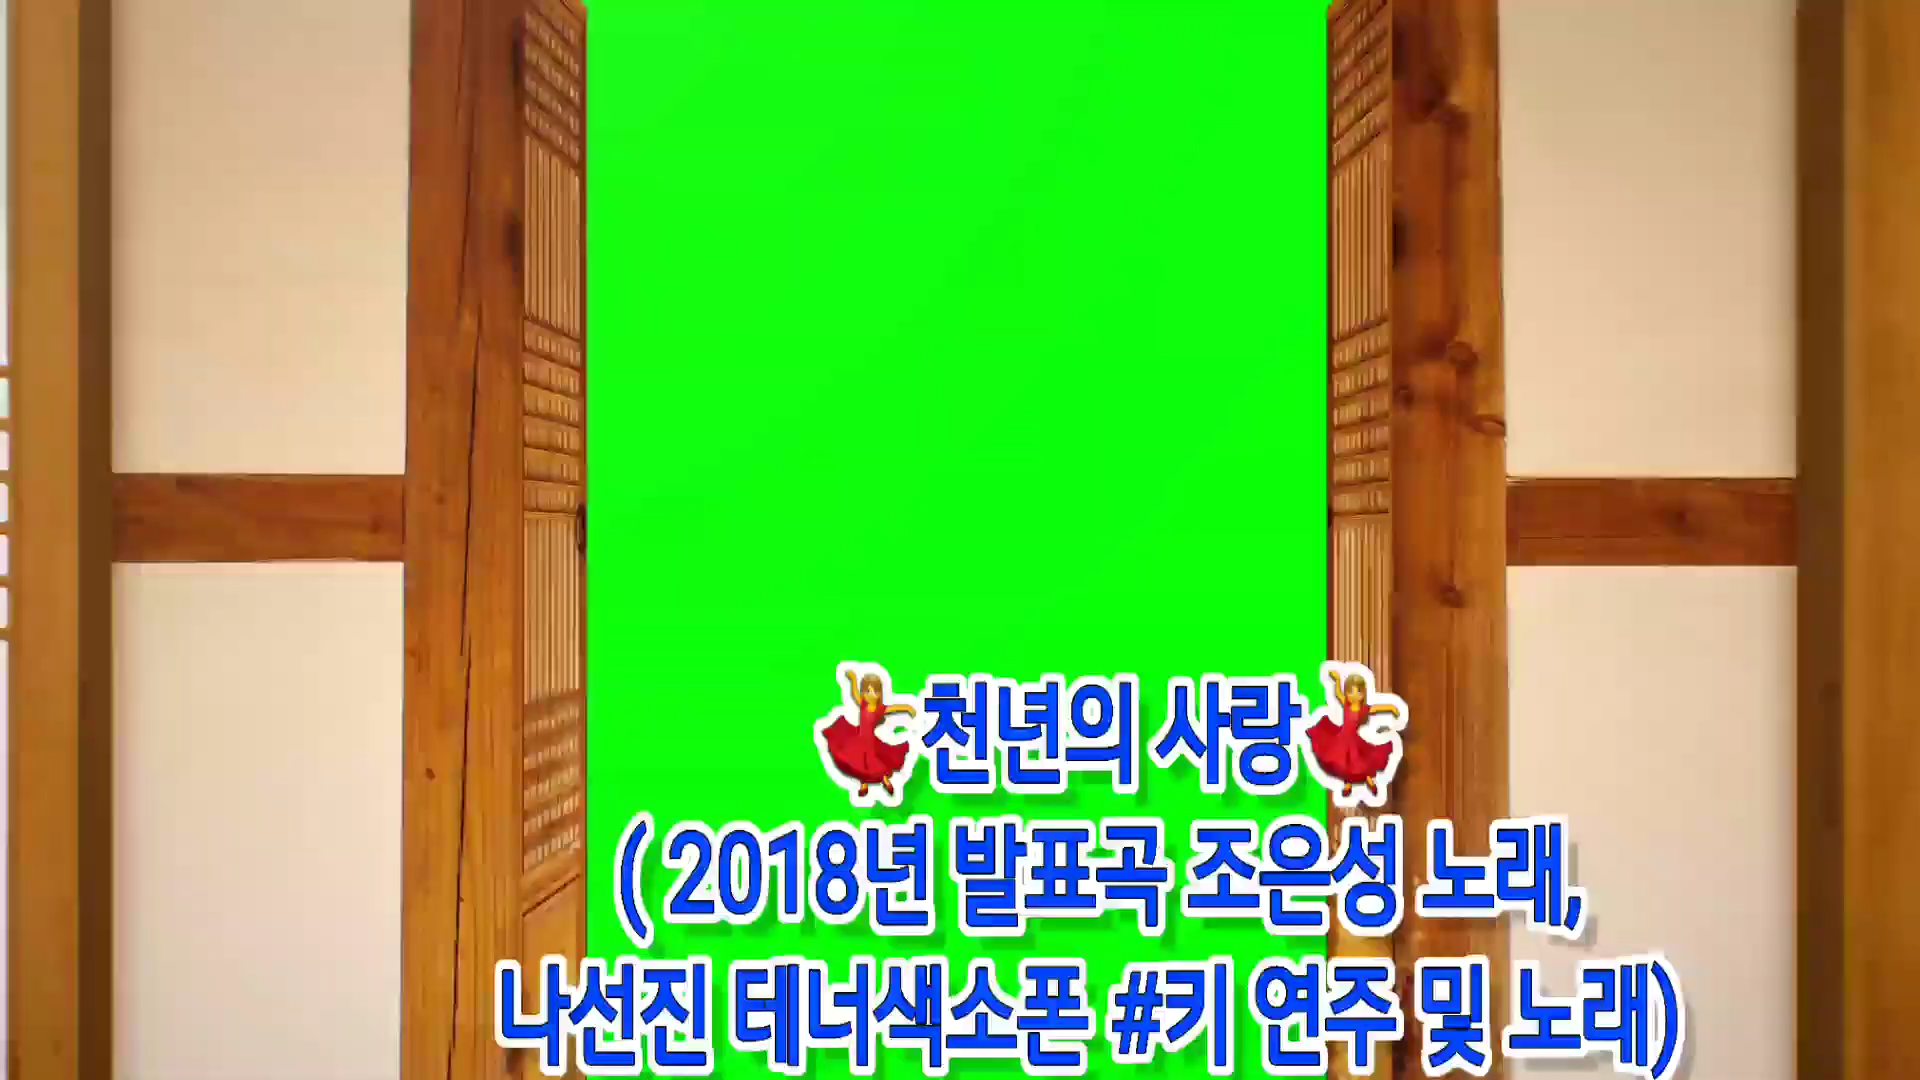 💃천년의 사랑💃
( 2018년 발표곡 조은성 노래,
나선진 테너색소폰 #키 연주 및 노래)